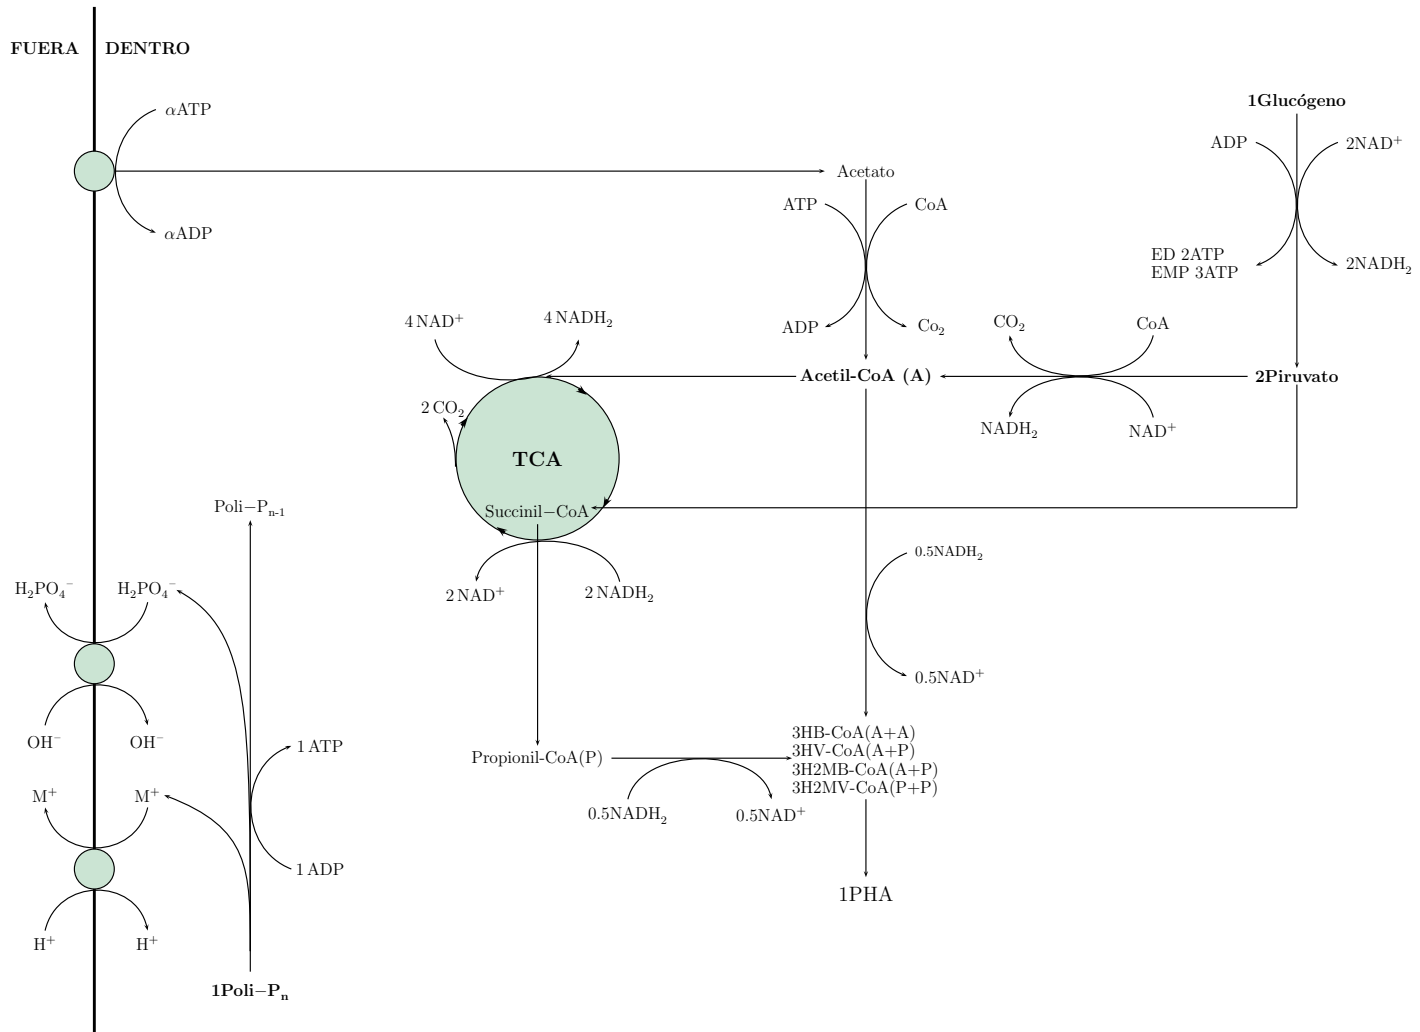 FUERA DENTRO
αATP
αADP
Acetato
ATP
CoA
ADP
Co₂
1Glucógeno
ADP
2NAD⁺
ED 2ATP
EMP 3ATP
2NADH₂
4 NAD⁺
4 NADH₂
Acetil-CoA (A)
CO₂
CoA
NADH₂
NAD⁺
2Piruvato
2 CO₂
TCA
Succinil−CoA
2 NAD⁺
2 NADH₂
0.5NADH₂
0.5NAD⁺
Poli−Pₙ₋₁
H₂PO₄⁻
H₂PO₄⁻
OH⁻
OH⁻
1 ATP
M⁺
M⁺
1 ADP
H⁺
H⁺
1Poli−Pₙ
Propionil-CoA(P)
0.5NADH₂
0.5NAD⁺
3HB-CoA(A+A)
3HV-CoA(A+P)
3H2MB-CoA(A+P)
3H2MV-CoA(P+P)
1PHA